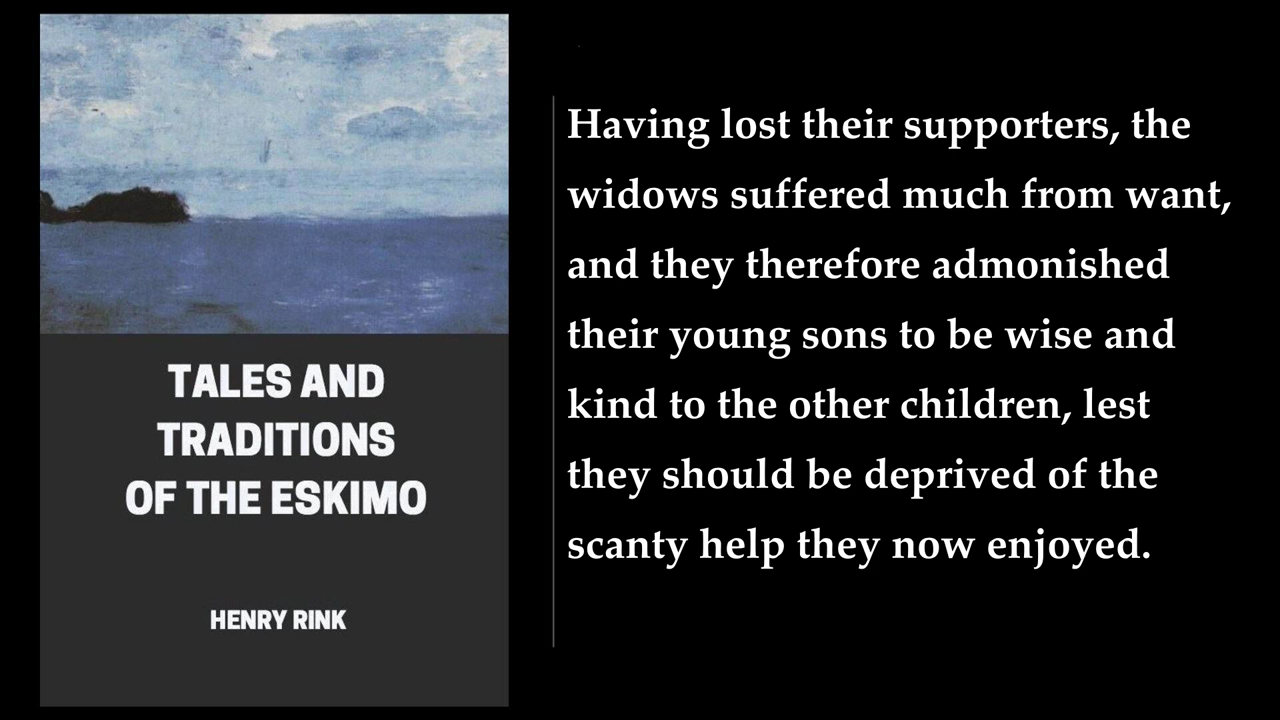 TALES AND
TRADITIONS
OF THE ESKIMO
HENRY RINK
Having lost their supporters, the
widows suffered much from want,
and they therefore admonished
their young sons to be wise and
kind to the other children, lest
they should be deprived of the
scanty help they now enjoyed.